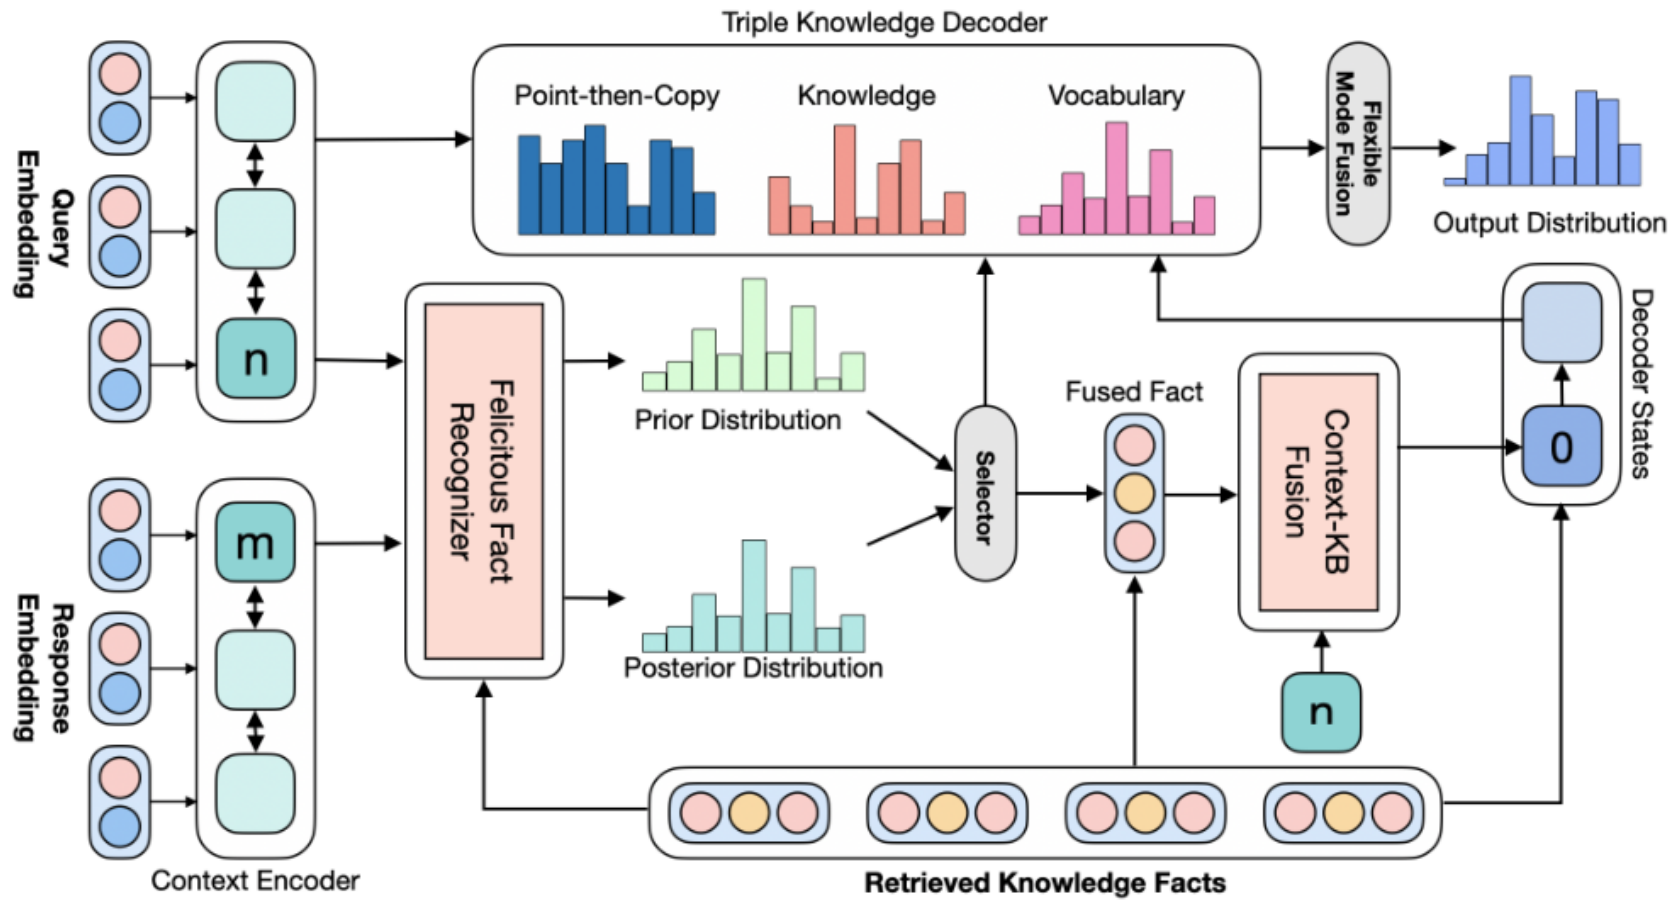 Triple Knowledge Decoder
Point-then-Copy
Knowledge
Vocabulary
Flexible
Mode Fusion
Output Distribution
Query
Embedding
n
Felicitous Fact
Recognizer
Prior Distribution
Selector
Fused Fact
Context-KB
Fusion
0
Decoder States
Response
Embedding
m
Posterior Distribution
n
Context Encoder
Retrieved Knowledge Facts